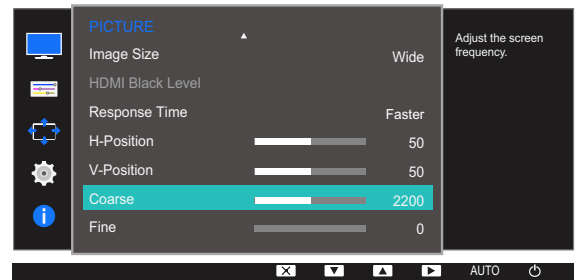 PICTURE
Image Size Wide
HDMI Black Level
Response Time Faster
H-Position 50
V-Position 50
Coarse 2200
Fine 0
Adjust the screen
frequency.
AUTO